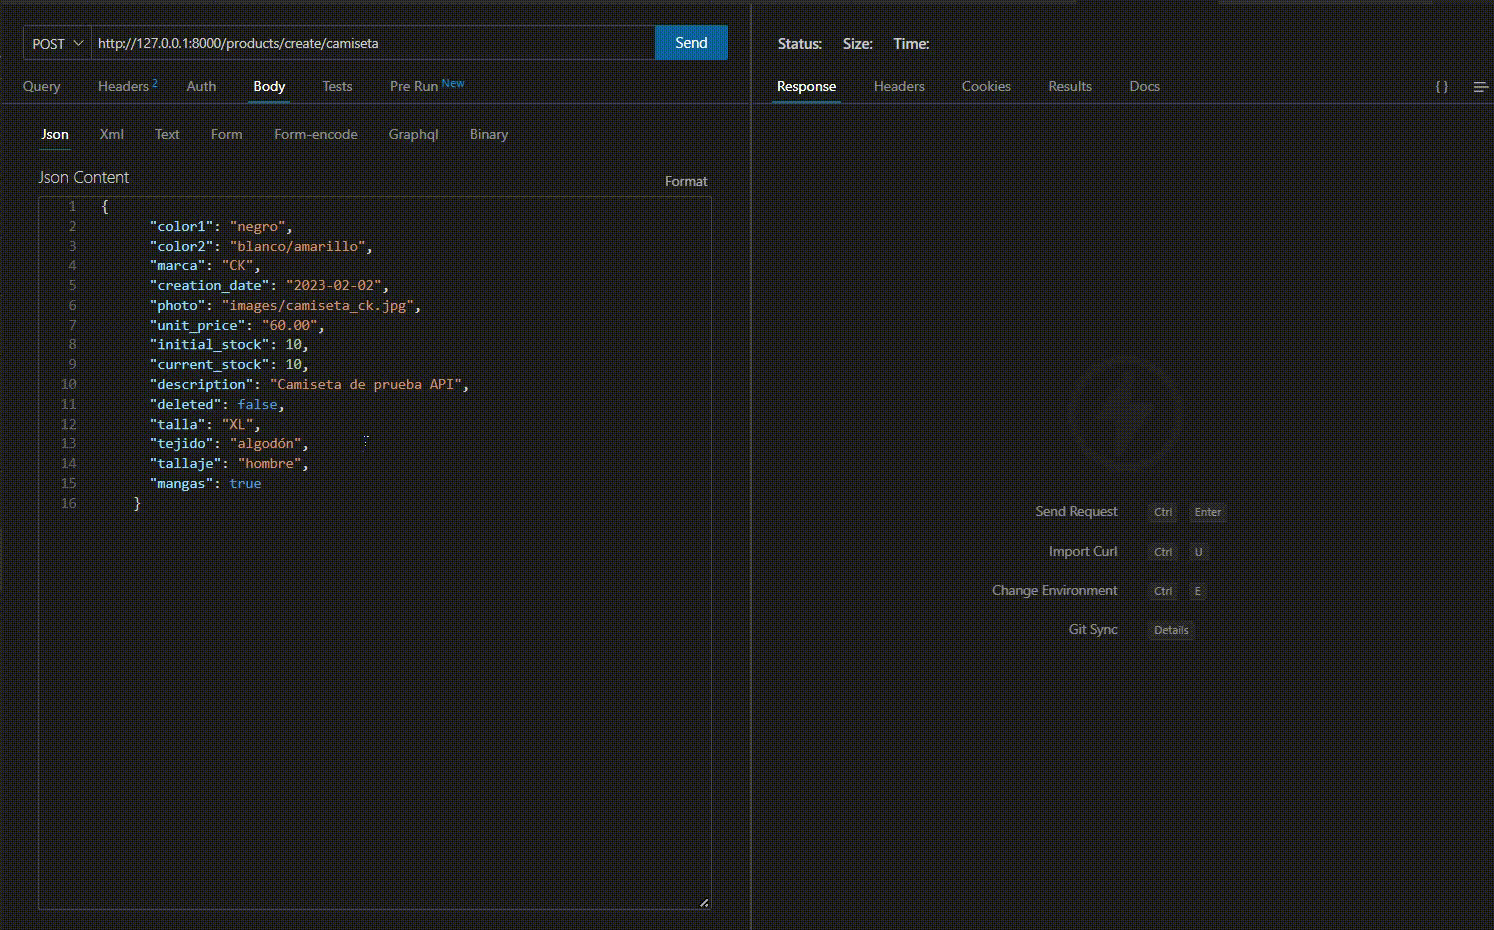 POST http://127.0.0.1:8000/products/create/camiseta Send
Query Headers 2 Auth Body Tests Pre Run New
Json Xml Text Form Form-encode Graphql Binary
Json Content Format
1 {
2 "color1": "negro",
3 "color2": "blanco/amarillo",
4 "marca": "CK",
5 "creation_date": "2023-02-02",
6 "photo": "images/camiseta_ck.jpg",
7 "unit_price": "60.00",
8 "initial_stock": 10,
9 "current_stock": 10,
10 "description": "Camiseta de prueba API",
11 "deleted": false,
12 "talla": "XL",
13 "tejido": "algodón",
14 "tallaje": "hombre",
15 "mangas": true
16 }
Status: Size: Time:
Response Headers Cookies Results Docs { }
Send Request Ctrl Enter
Import Curl Ctrl U
Change Environment Ctrl E
Git Sync Details